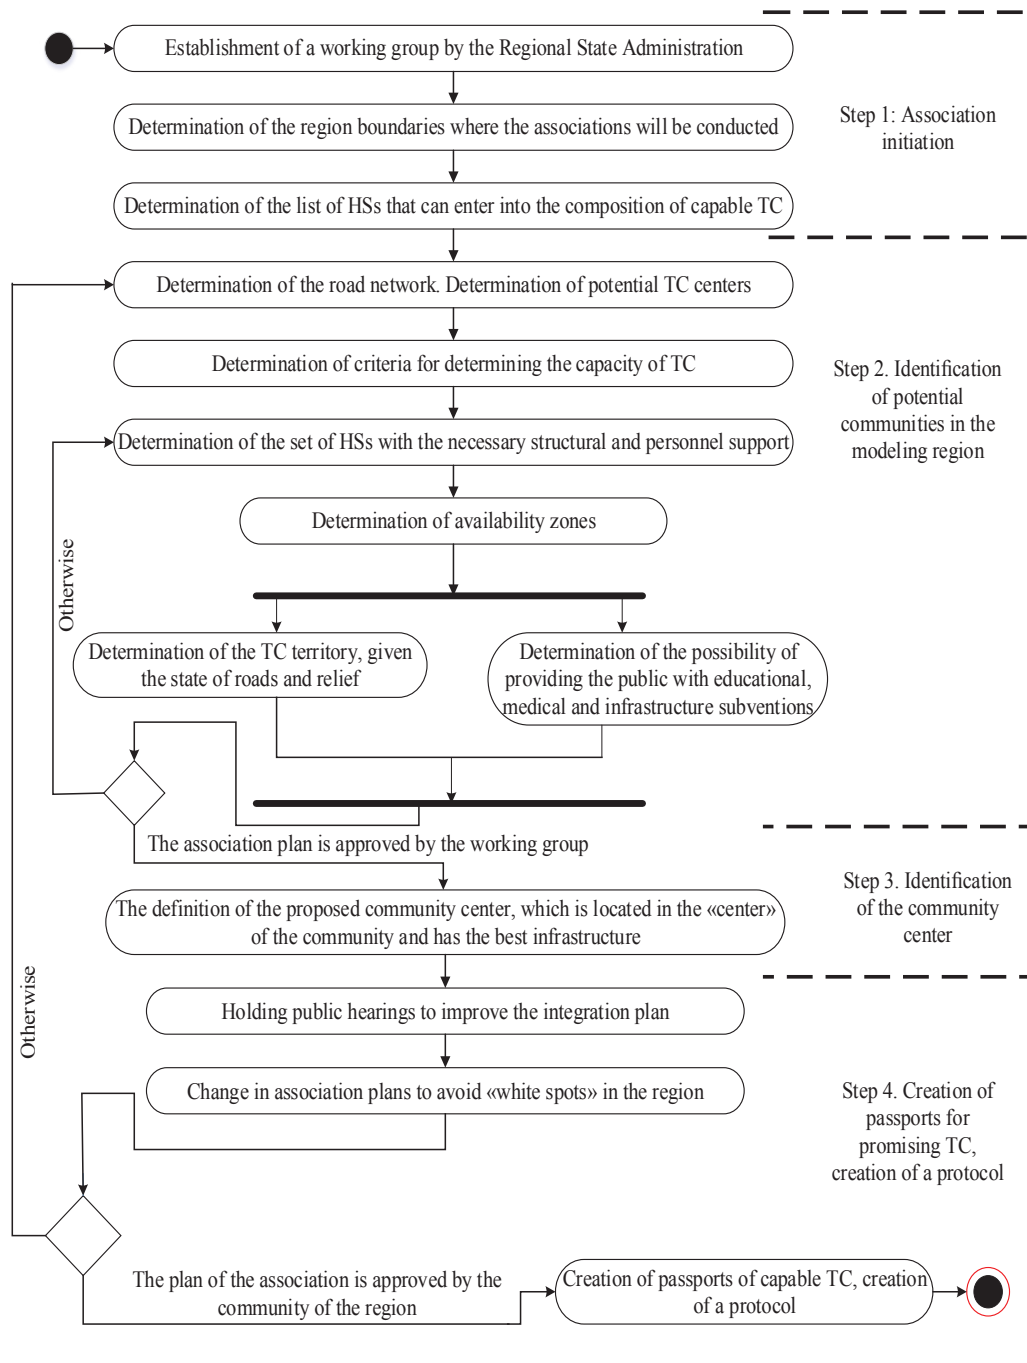 Establishment of a working group by the Regional State Administration
Determination of the region boundaries where the associations will be conducted
Step 1: Association
initiation
Determination of the list of HSs that can enter into the composition of capable TC
Determination of the road network. Determination of potential TC centers
Determination of criteria for determining the capacity of TC
Step 2. Identification
of potential
communities in the
modeling region
Determination of the set of HSs with the necessary structural and personnel support
Determination of availability zones
Otherwise
Determination of the TC territory, given
the state of roads and relief
Determination of the possibility of
providing the public with educational,
medical and infrastructure subventions
The association plan is approved by the working group
Step 3. Identification
of the community
center
The definition of the proposed community center, which is located in the «center»
of the community and has the best infrastructure
Otherwise
Holding public hearings to improve the integration plan
Change in association plans to avoid «white spots» in the region
Step 4. Creation of
passports for
promising TC,
creation of a protocol
The plan of the association is approved by the
community of the region
Creation of passports of capable TC, creation
of a protocol